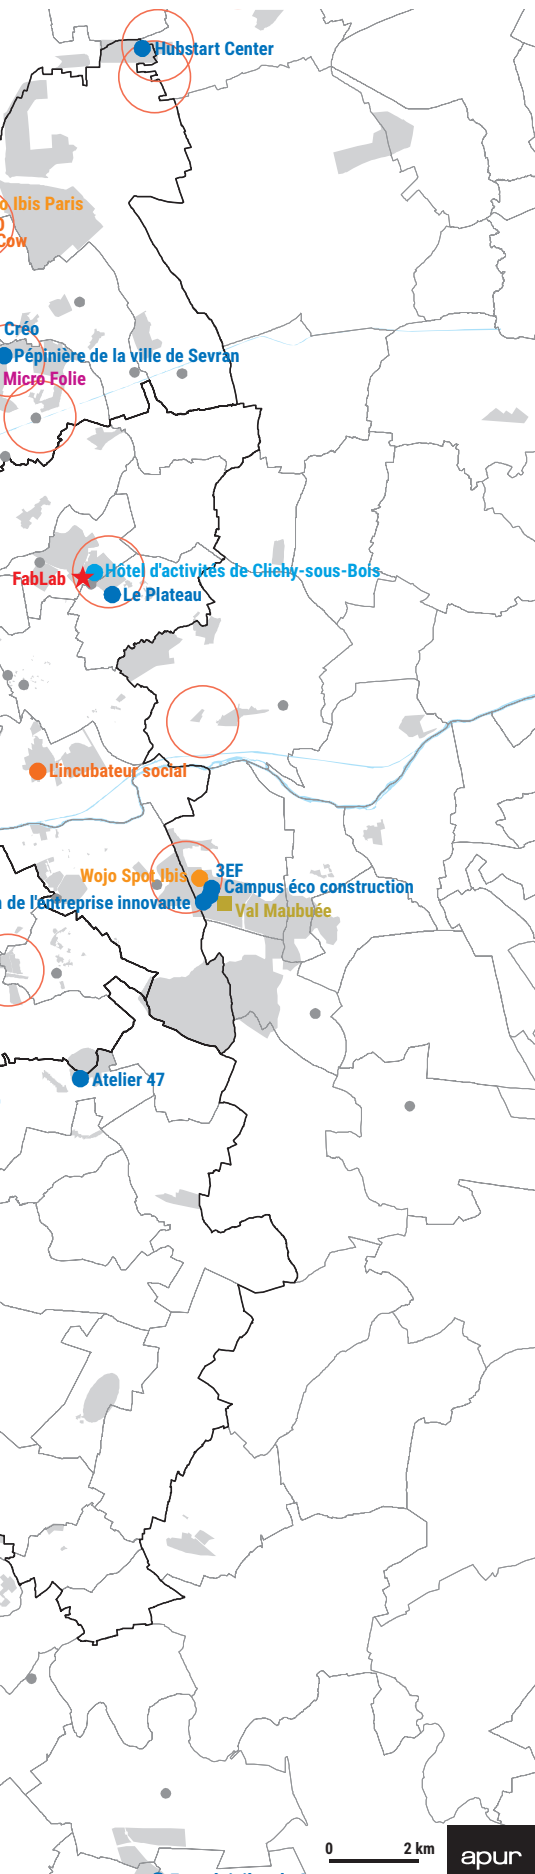 Hubstart Center
o Ibis Paris
Cow
Créo
Pépinière de la ville de Sevran
Micro Folie
Hôtel d'activités de Clichy-sous-Bois
FabLab
Le Plateau
L'incubateur social
Wojo Spot Ibis
3EF
Campus éco construction
n de l'entreprise innovante
Val Maubuée
Atelier 47
0 2 km
apur